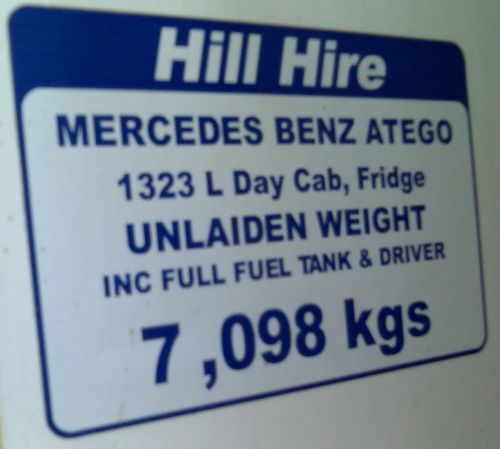 Hill Hire
MERCEDES BENZ ATEGO
1323 L Day Cab, Fridge
UNLAIDEN WEIGHT
INC FULL FUEL TANK & DRIVER
7,098 kgs